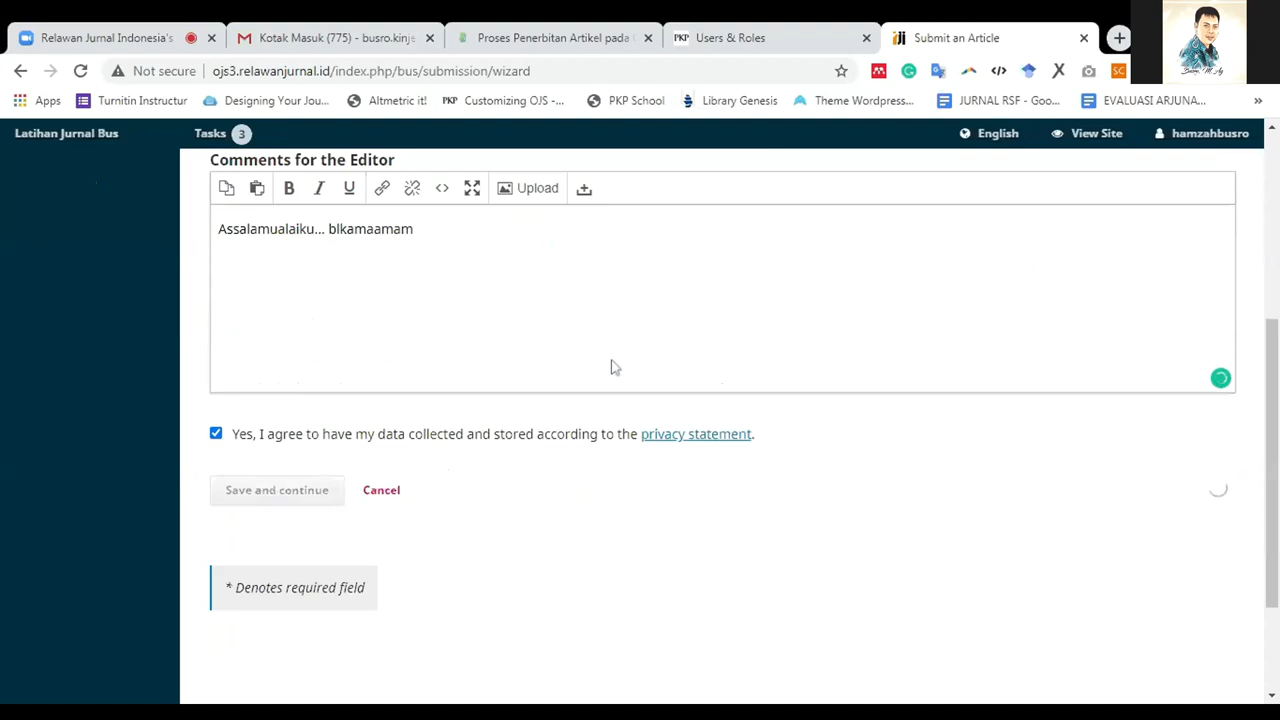 Relawan Jurnal Indonesia's
Kotak Masuk (775) - busro.kinje
Proses Penerbitan Artikel pada
PKP Users & Roles
Submit an Article
Not secure ojs3.relawanjurnal.id/index.php/bus/submission/wizard
Apps Turnitin Instructur Designing Your Jou... Altmetric it! PKP Customizing OJS -... PKP School Library Genesis Theme Wordpress... JURNAL RSF - Goo... EVALUASI ARJUNA... »
Latihan Jurnal Bus Tasks 3 English View Site hamzahbusro
Comments for the Editor
B I U <> Upload
Assalamualaiku... blkamaamam
Yes, I agree to have my data collected and stored according to the privacy statement.
Save and continue Cancel
* Denotes required field